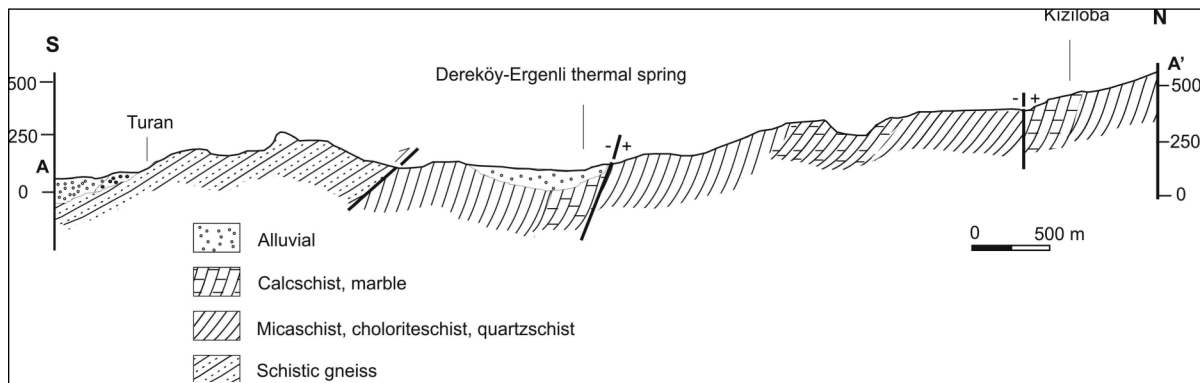 Kızıloba
S
N
500
Turan
Dereköy-Ergenli thermal spring
- +
A'
500
250
A
- +
250
0
0
0 500 m
Alluvial
Calcschist, marble
Micaschist, choloriteschist, quartzschist
Schistic gneiss